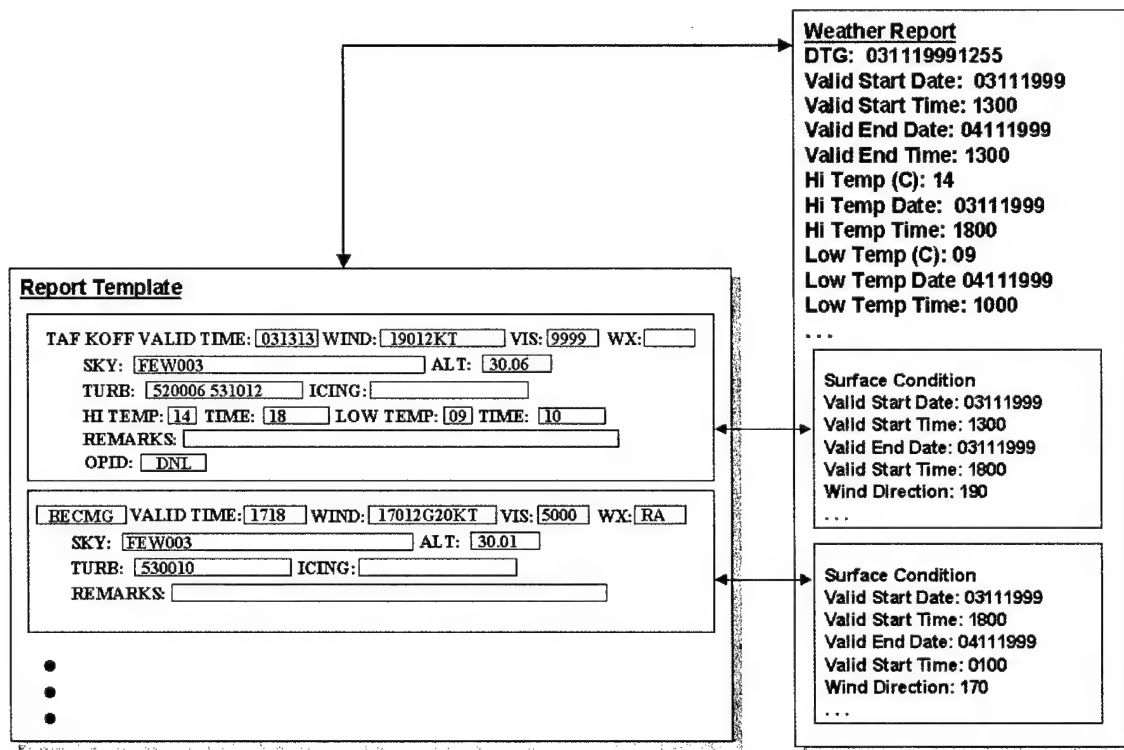 Weather Report
DTG: 031119991255
Valid Start Date: 03111999
Valid Start Time: 1300
Valid End Date: 04111999
Valid End Time: 1300
Hi Temp (C): 14
Hi Temp Date: 03111999
Hi Temp Time: 1800
Low Temp (C): 09
Low Temp Date 04111999
Low Temp Time: 1000
...
Surface Condition
Valid Start Date: 03111999
Valid Start Time: 1300
Valid End Date: 03111999
Valid Start Time: 1800
Wind Direction: 190
...
Surface Condition
Valid Start Date: 03111999
Valid Start Time: 1800
Valid End Date: 04111999
Valid Start Time: 0100
Wind Direction: 170
...
Report Template
TAF KOFF VALID TIME: 031313 WIND: 19012KT VIS: 9999 WX:
SKY: FEW003 ALT: 30.06
TURB: 520006 531012 ICING:
HI TEMP: 14 TIME: 18 LOW TEMP: 09 TIME: 10
REMARKS:
OPID: DNL
BECMG VALID TIME: 1718 WIND: 17012G20KT VIS: 5000 WX: RA
SKY: FEW003 ALT: 30.01
TURB: 530010 ICING:
REMARKS: